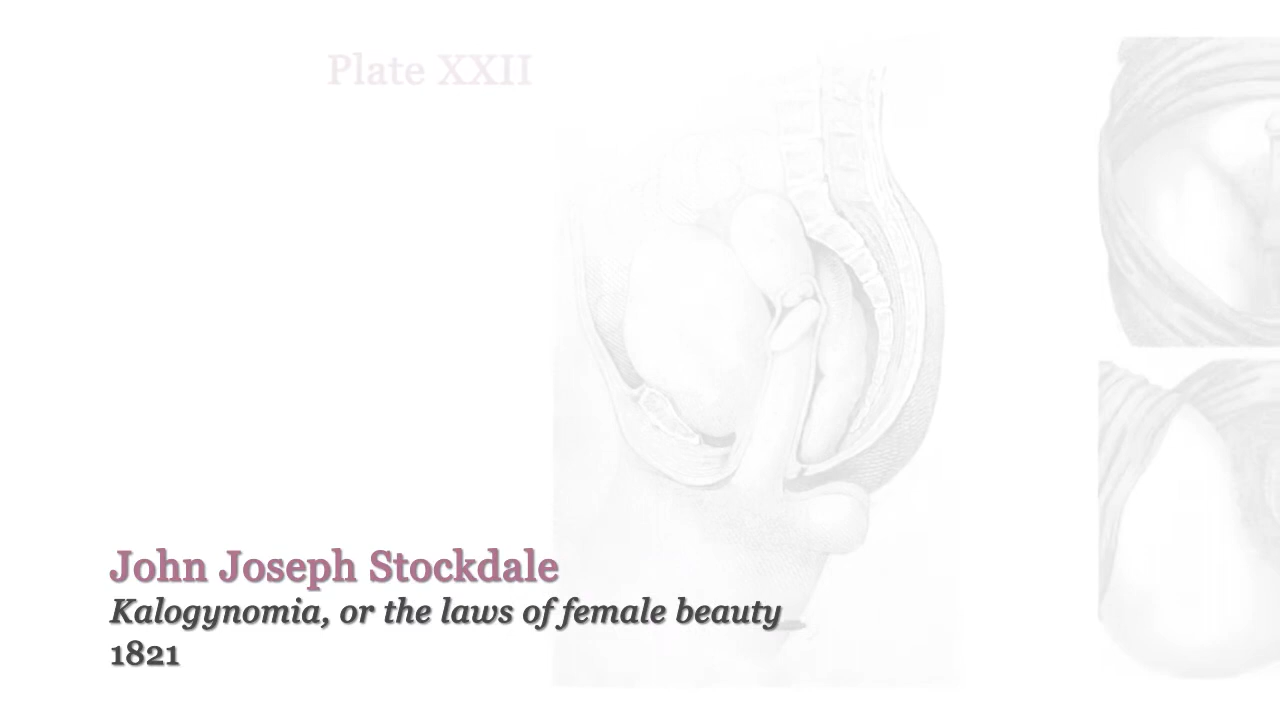 Plate XXII
John Joseph Stockdale
Kalogynomia, or the laws of female beauty
1821